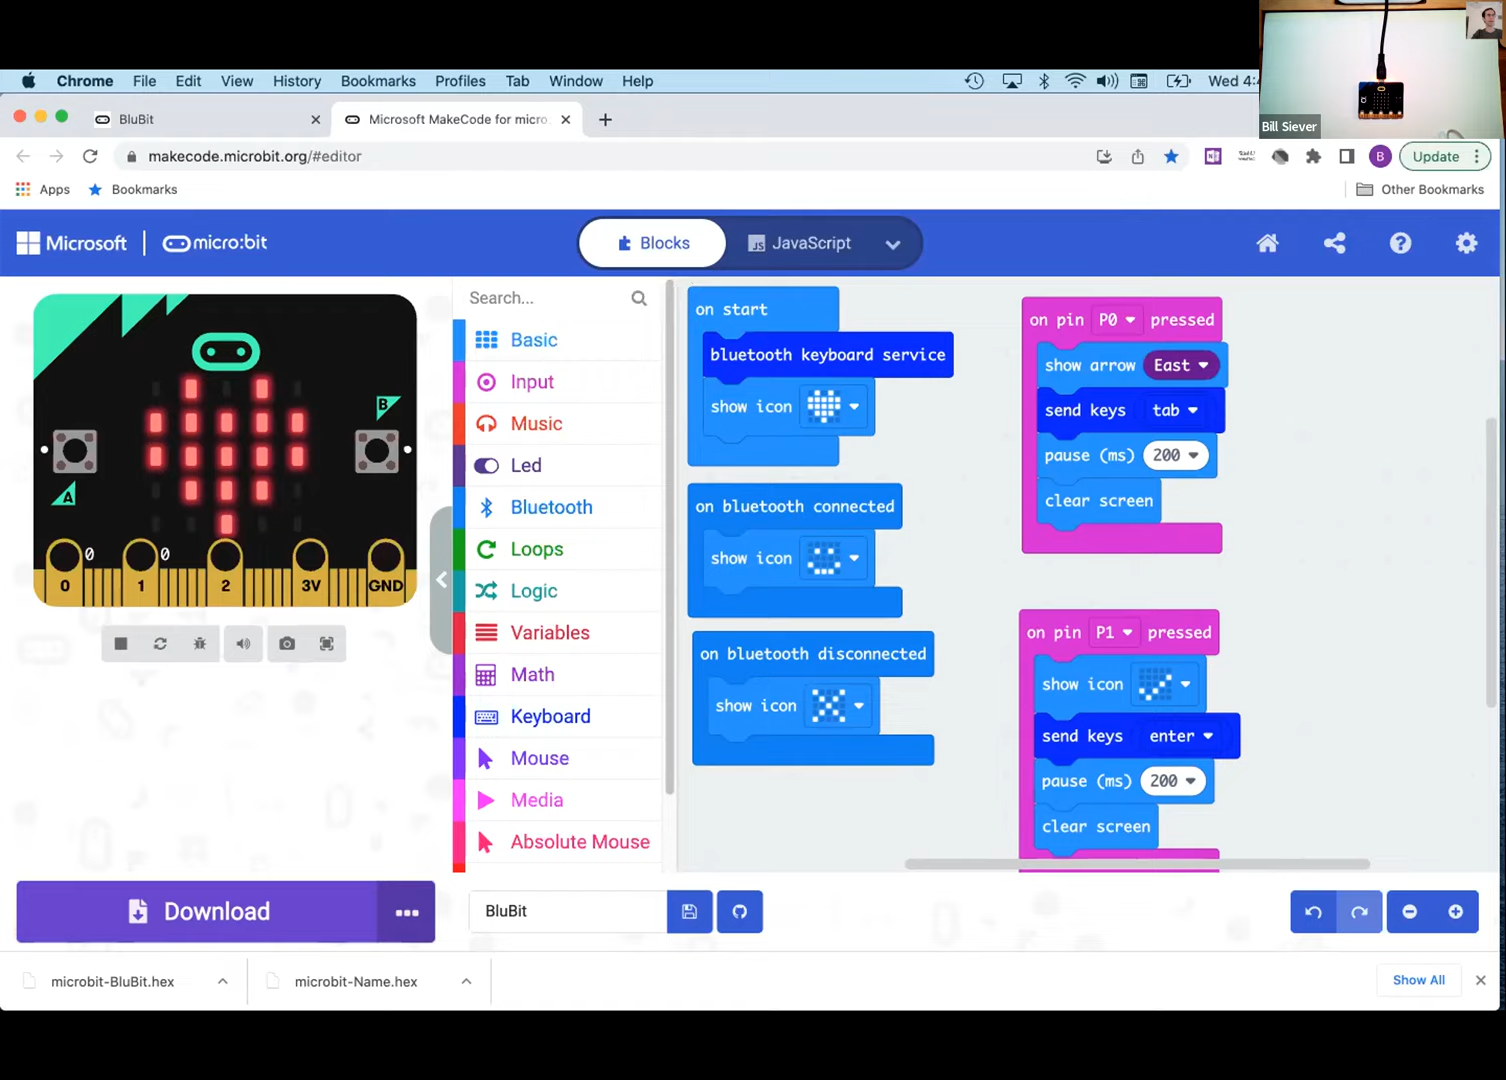 Chrome File Edit View History Bookmarks Profiles Tab Window Help
Wed 4:
Bill Siever
BluBit
Microsoft MakeCode for micro
makecode.microbit.org/#editor
B
Update
Apps
Bookmarks
Other Bookmarks
Microsoft
micro:bit
Blocks
JS JavaScript
A
B
0
0
0
1
2
3V
GND
Search...
Basic
Input
Music
Led
Bluetooth
Loops
Logic
Variables
Math
Keyboard
Mouse
Media
Absolute Mouse
on start
bluetooth keyboard service
show icon
on bluetooth connected
show icon
on bluetooth disconnected
show icon
on pin P0 pressed
show arrow East
send keys tab
pause (ms) 200
clear screen
on pin P1 pressed
show icon
send keys enter
pause (ms) 200
clear screen
Download
BluBit
microbit-BluBit.hex
microbit-Name.hex
Show All